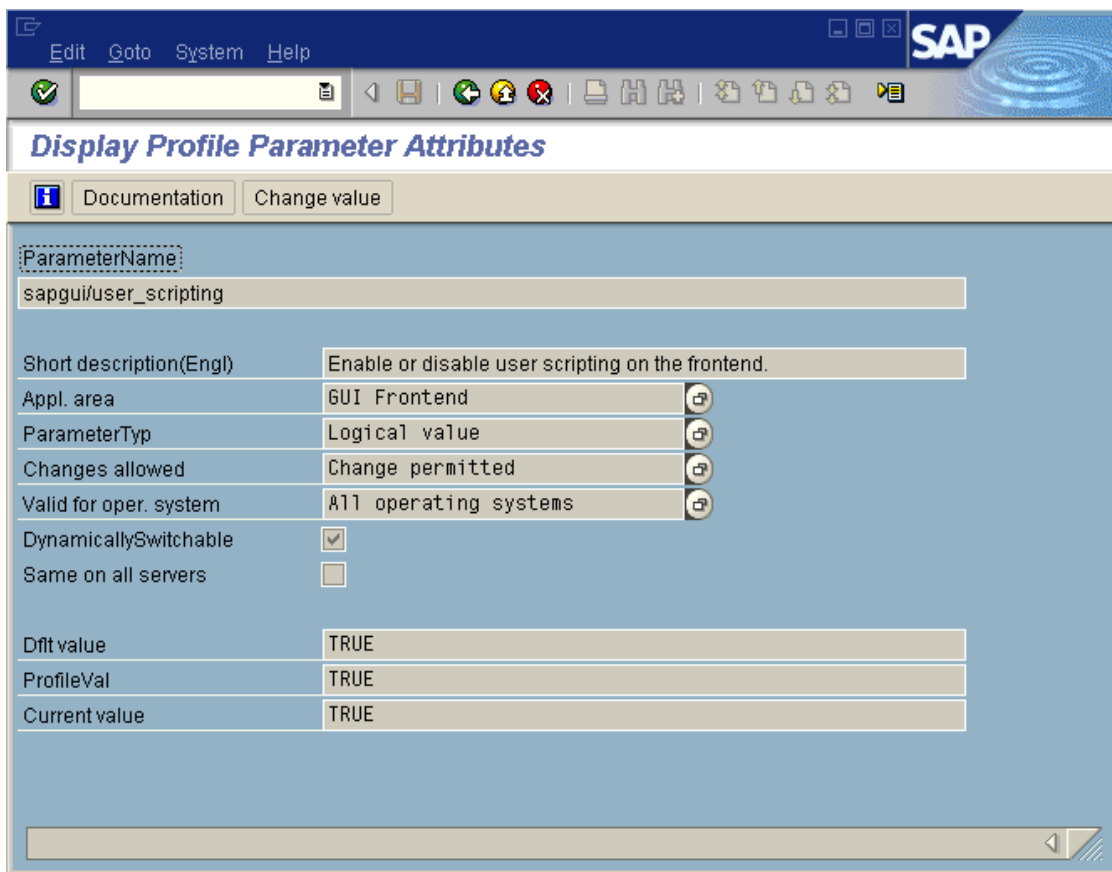 Edit Goto System Help
SAP
Display Profile Parameter Attributes
Documentation Change value
ParameterName
sapgui/user_scripting
Short description(Engl) Enable or disable user scripting on the frontend.
Appl. area GUI Frontend
ParameterTyp Logical value
Changes allowed Change permitted
Valid for oper. system All operating systems
DynamicallySwitchable
Same on all servers
Dflt value TRUE
ProfileVal TRUE
Current value TRUE